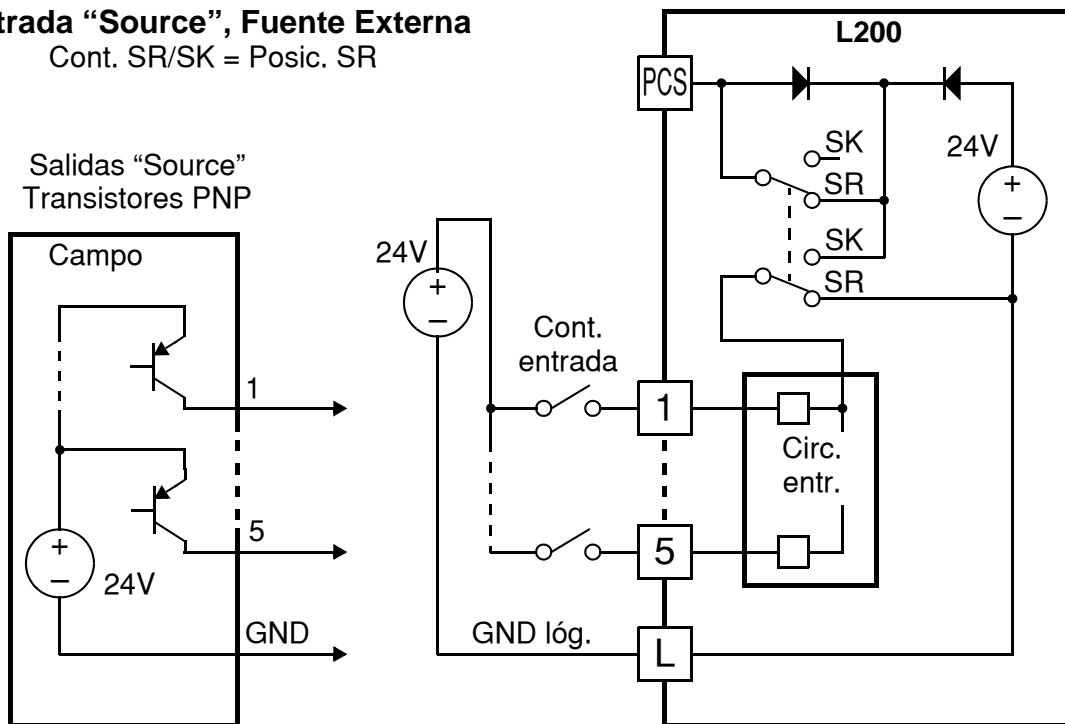 trada “Source”, Fuente Externa
Cont. SR/SK = Posic. SR
L200
PCS
SK
SR
24V
+
–
SK
SR
Salidas “Source”
Transistores PNP
Campo
1
5
+
–
24V
GND
24V
+
–
Cont.
entrada
1
5
Circ.
entr.
GND lóg.
L